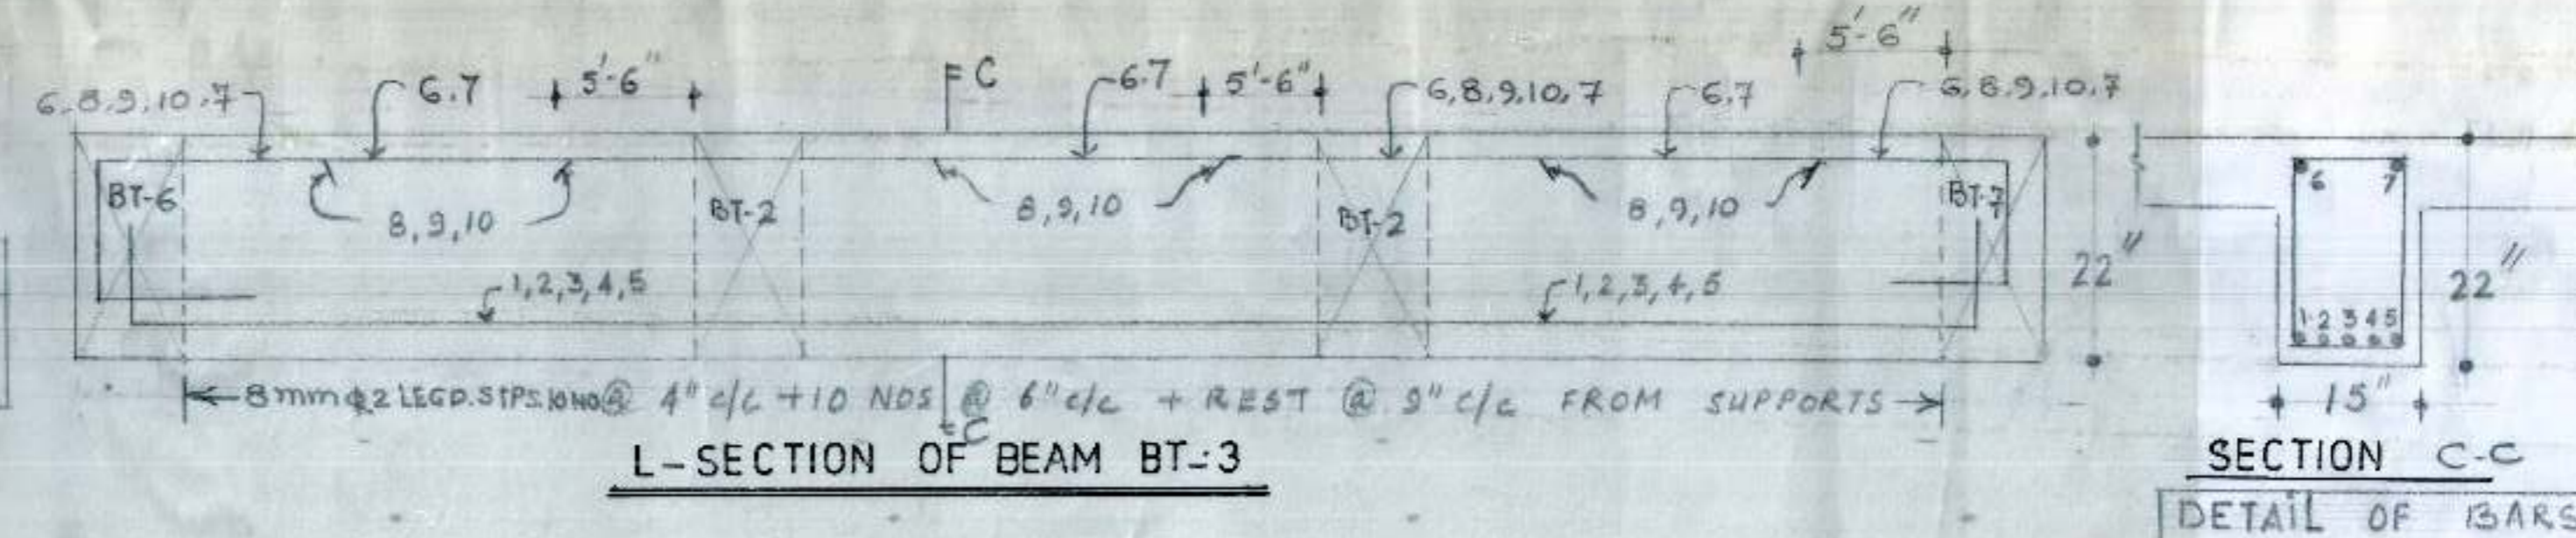 5'-6"
6.7 5'-6" C 6.7 5'-6" 6,8,9,10,7 6.7 6,8,9,10,7
6,8,9,10,7
BT-6 8,9,10 BT-2 8,9,10 BT-2 8,9,10 BT-7 6 7
1,2,3,4,5 1,2,3,4,5 22" 22"
1 2 3 4 5
8mmφ2 LEGD.STPS.10NO@ 4" c/c +10 NOS @ 6" c/c + REST @ 9" c/c FROM SUPPORTS 15"
C
L-SECTION OF BEAM BT-3 SECTION C-C
DETAIL OF BARS